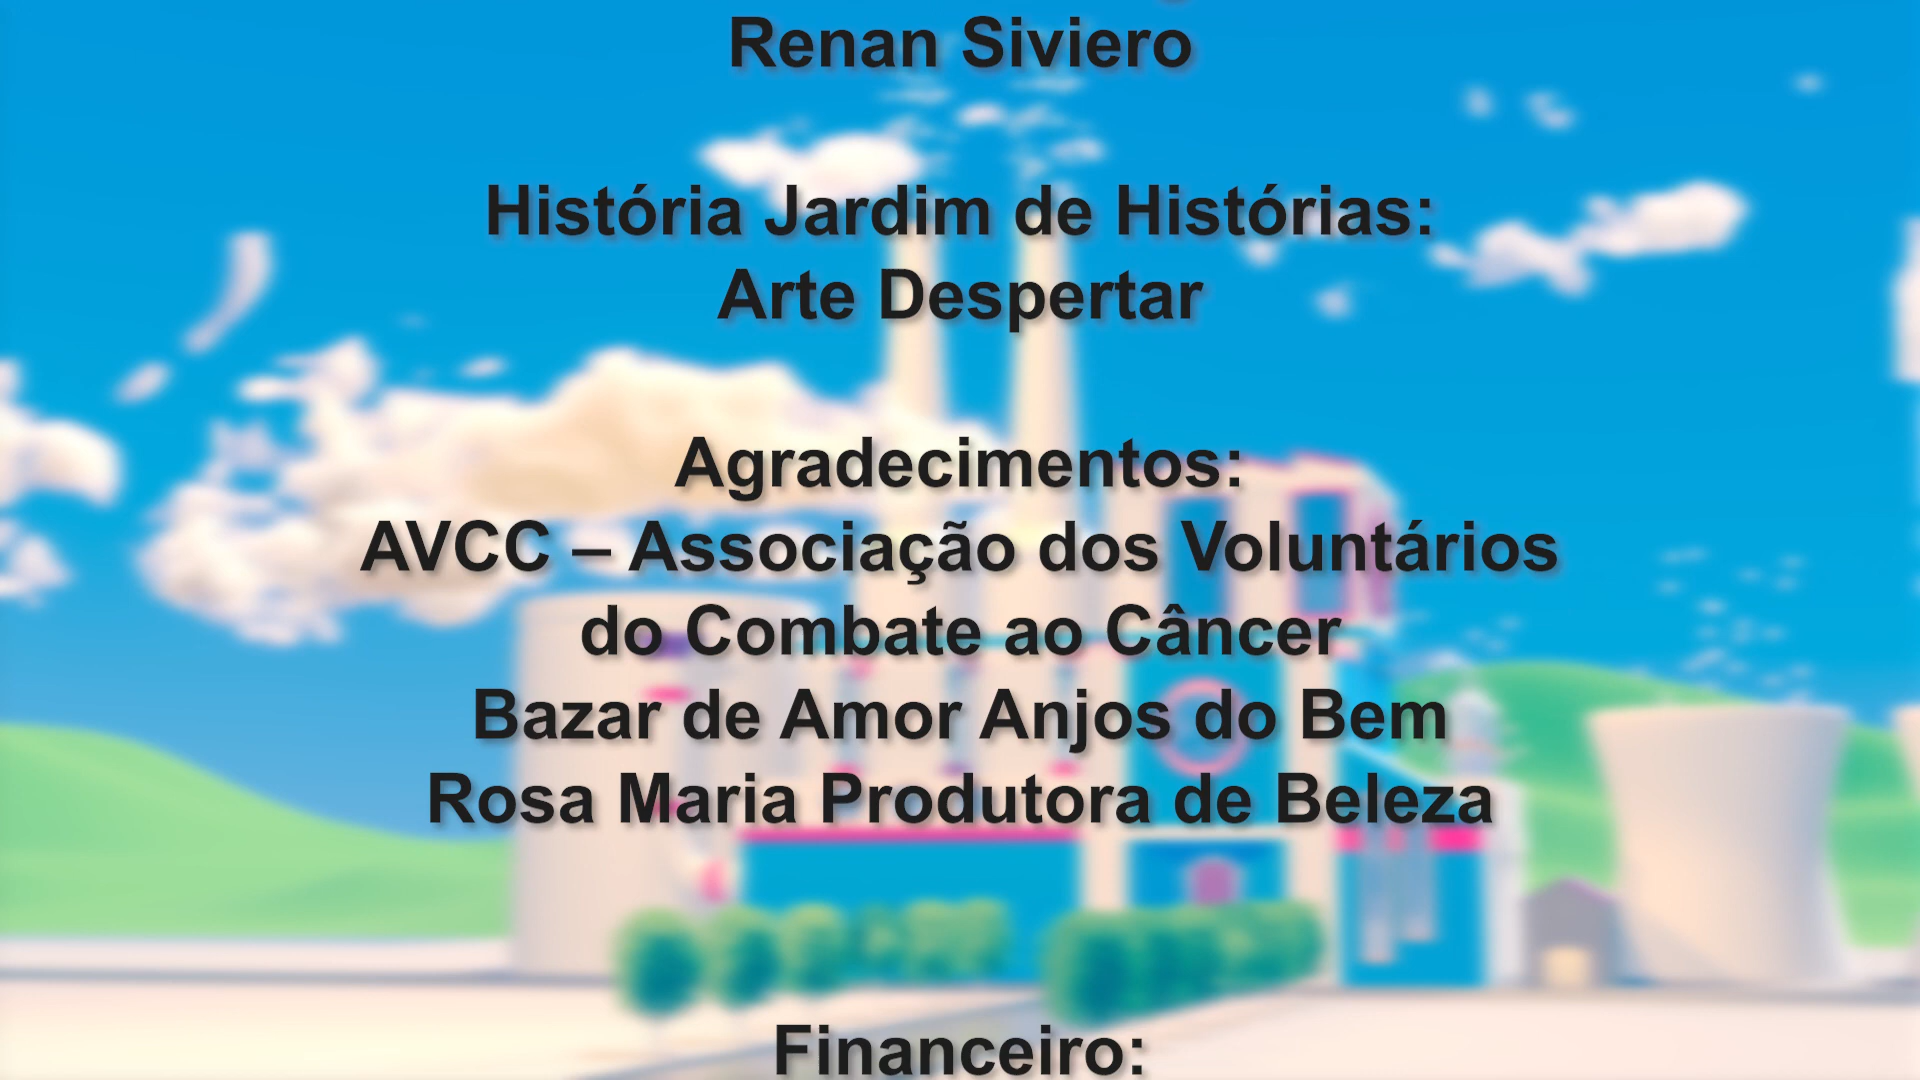 Renan Siviero
História Jardim de Histórias:
Arte Despertar
Agradecimentos:
AVCC – Associação dos Voluntários
do Combate ao Câncer
Bazar de Amor Anjos do Bem
Rosa Maria Produtora de Beleza
Financeiro: